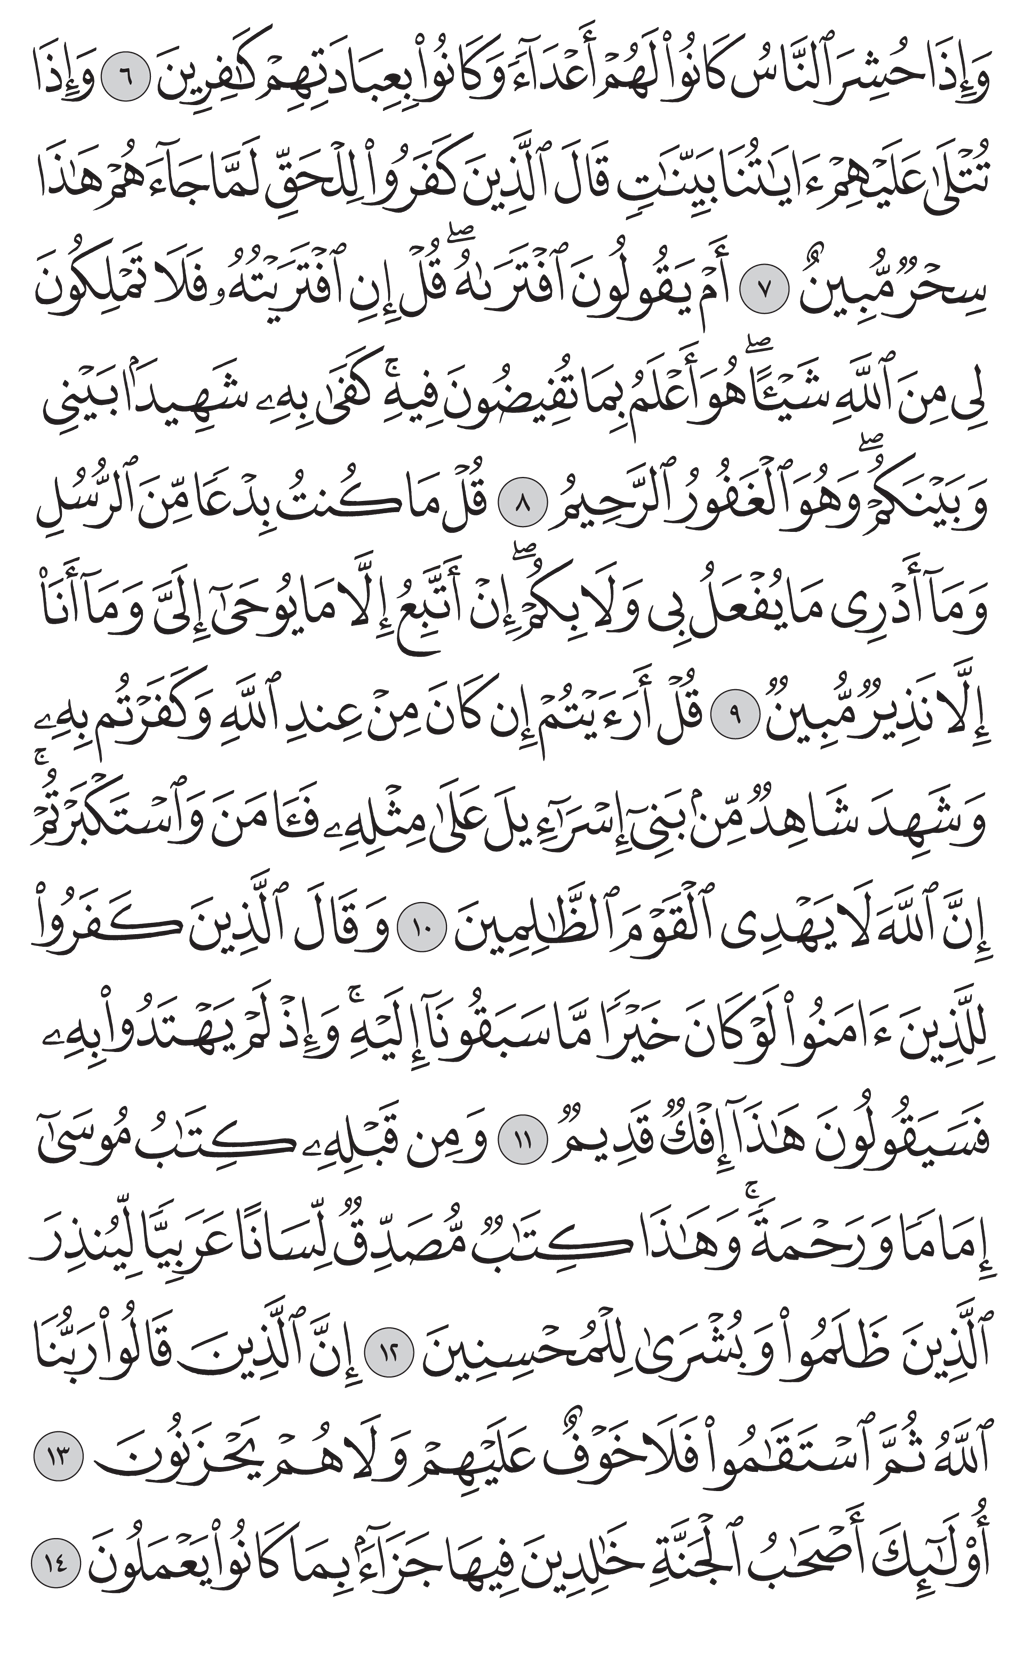 وَإِذَا حُشِرَ ٱلنَّاسُ كَانُوا۟ لَهُمْ أَعْدَآءً وَكَانُوا۟ بِعِبَادَتِهِمْ كَٰفِرِينَ ٦ وَإِذَا
تُتْلَىٰ عَلَيْهِمْ ءَايَٰتُنَا بَيِّنَٰتٍ قَالَ ٱلَّذِينَ كَفَرُوا۟ لِلْحَقِّ لَمَّا جَآءَهُمْ هَٰذَا
سِحْرٌ مُّبِينٌ ٧ أَمْ يَقُولُونَ ٱفْتَرَىٰهُ ۖ قُلْ إِنِ ٱفْتَرَيْتُهُۥ فَلَا تَمْلِكُونَ
لِى مِنَ ٱللَّهِ شَيْـًٔا ۖ هُوَ أَعْلَمُ بِمَا تُفِيضُونَ فِيهِ ۚ كَفَىٰ بِهِۦ شَهِيدًۢا بَيْنِى
وَبَيْنَكُمْ ۖ وَهُوَ ٱلْغَفُورُ ٱلرَّحِيمُ ٨ قُلْ مَا كُنتُ بِدْعًا مِّنَ ٱلرُّسُلِ
وَمَآ أَدْرِى مَا يُفْعَلُ بِى وَلَا بِكُمْ ۖ إِنْ أَتَّبِعُ إِلَّا مَا يُوحَىٰٓ إِلَىَّ وَمَآ أَنَا۠
إِلَّا نَذِيرٌ مُّبِينٌ ٩ قُلْ أَرَءَيْتُمْ إِن كَانَ مِنْ عِندِ ٱللَّهِ وَكَفَرْتُم بِهِۦ
وَشَهِدَ شَاهِدٌ مِّنۢ بَنِىٓ إِسْرَٰٓءِيلَ عَلَىٰ مِثْلِهِۦ فَـَٔامَنَ وَٱسْتَكْبَرْتُمْ ۚ
إِنَّ ٱللَّهَ لَا يَهْدِى ٱلْقَوْمَ ٱلظَّٰلِمِينَ ١٠ وَقَالَ ٱلَّذِينَ كَفَرُوا۟
لِلَّذِينَ ءَامَنُوا۟ لَوْ كَانَ خَيْرًا مَّا سَبَقُونَآ إِلَيْهِ ۚ وَإِذْ لَمْ يَهْتَدُوا۟ بِهِۦ
فَسَيَقُولُونَ هَٰذَآ إِفْكٌ قَدِيمٌ ١١ وَمِن قَبْلِهِۦ كِتَٰبُ مُوسَىٰٓ
إِمَامًا وَرَحْمَةً ۚ وَهَٰذَا كِتَٰبٌ مُّصَدِّقٌ لِّسَانًا عَرَبِيًّا لِّيُنذِرَ
ٱلَّذِينَ ظَلَمُوا۟ وَبُشْرَىٰ لِلْمُحْسِنِينَ ١٢ إِنَّ ٱلَّذِينَ قَالُوا۟ رَبُّنَا
ٱللَّهُ ثُمَّ ٱسْتَقَٰمُوا۟ فَلَا خَوْفٌ عَلَيْهِمْ وَلَا هُمْ يَحْزَنُونَ ١٣
أُو۟لَٰٓئِكَ أَصْحَٰبُ ٱلْجَنَّةِ خَٰلِدِينَ فِيهَا جَزَآءًۢ بِمَا كَانُوا۟ يَعْمَلُونَ ١٤